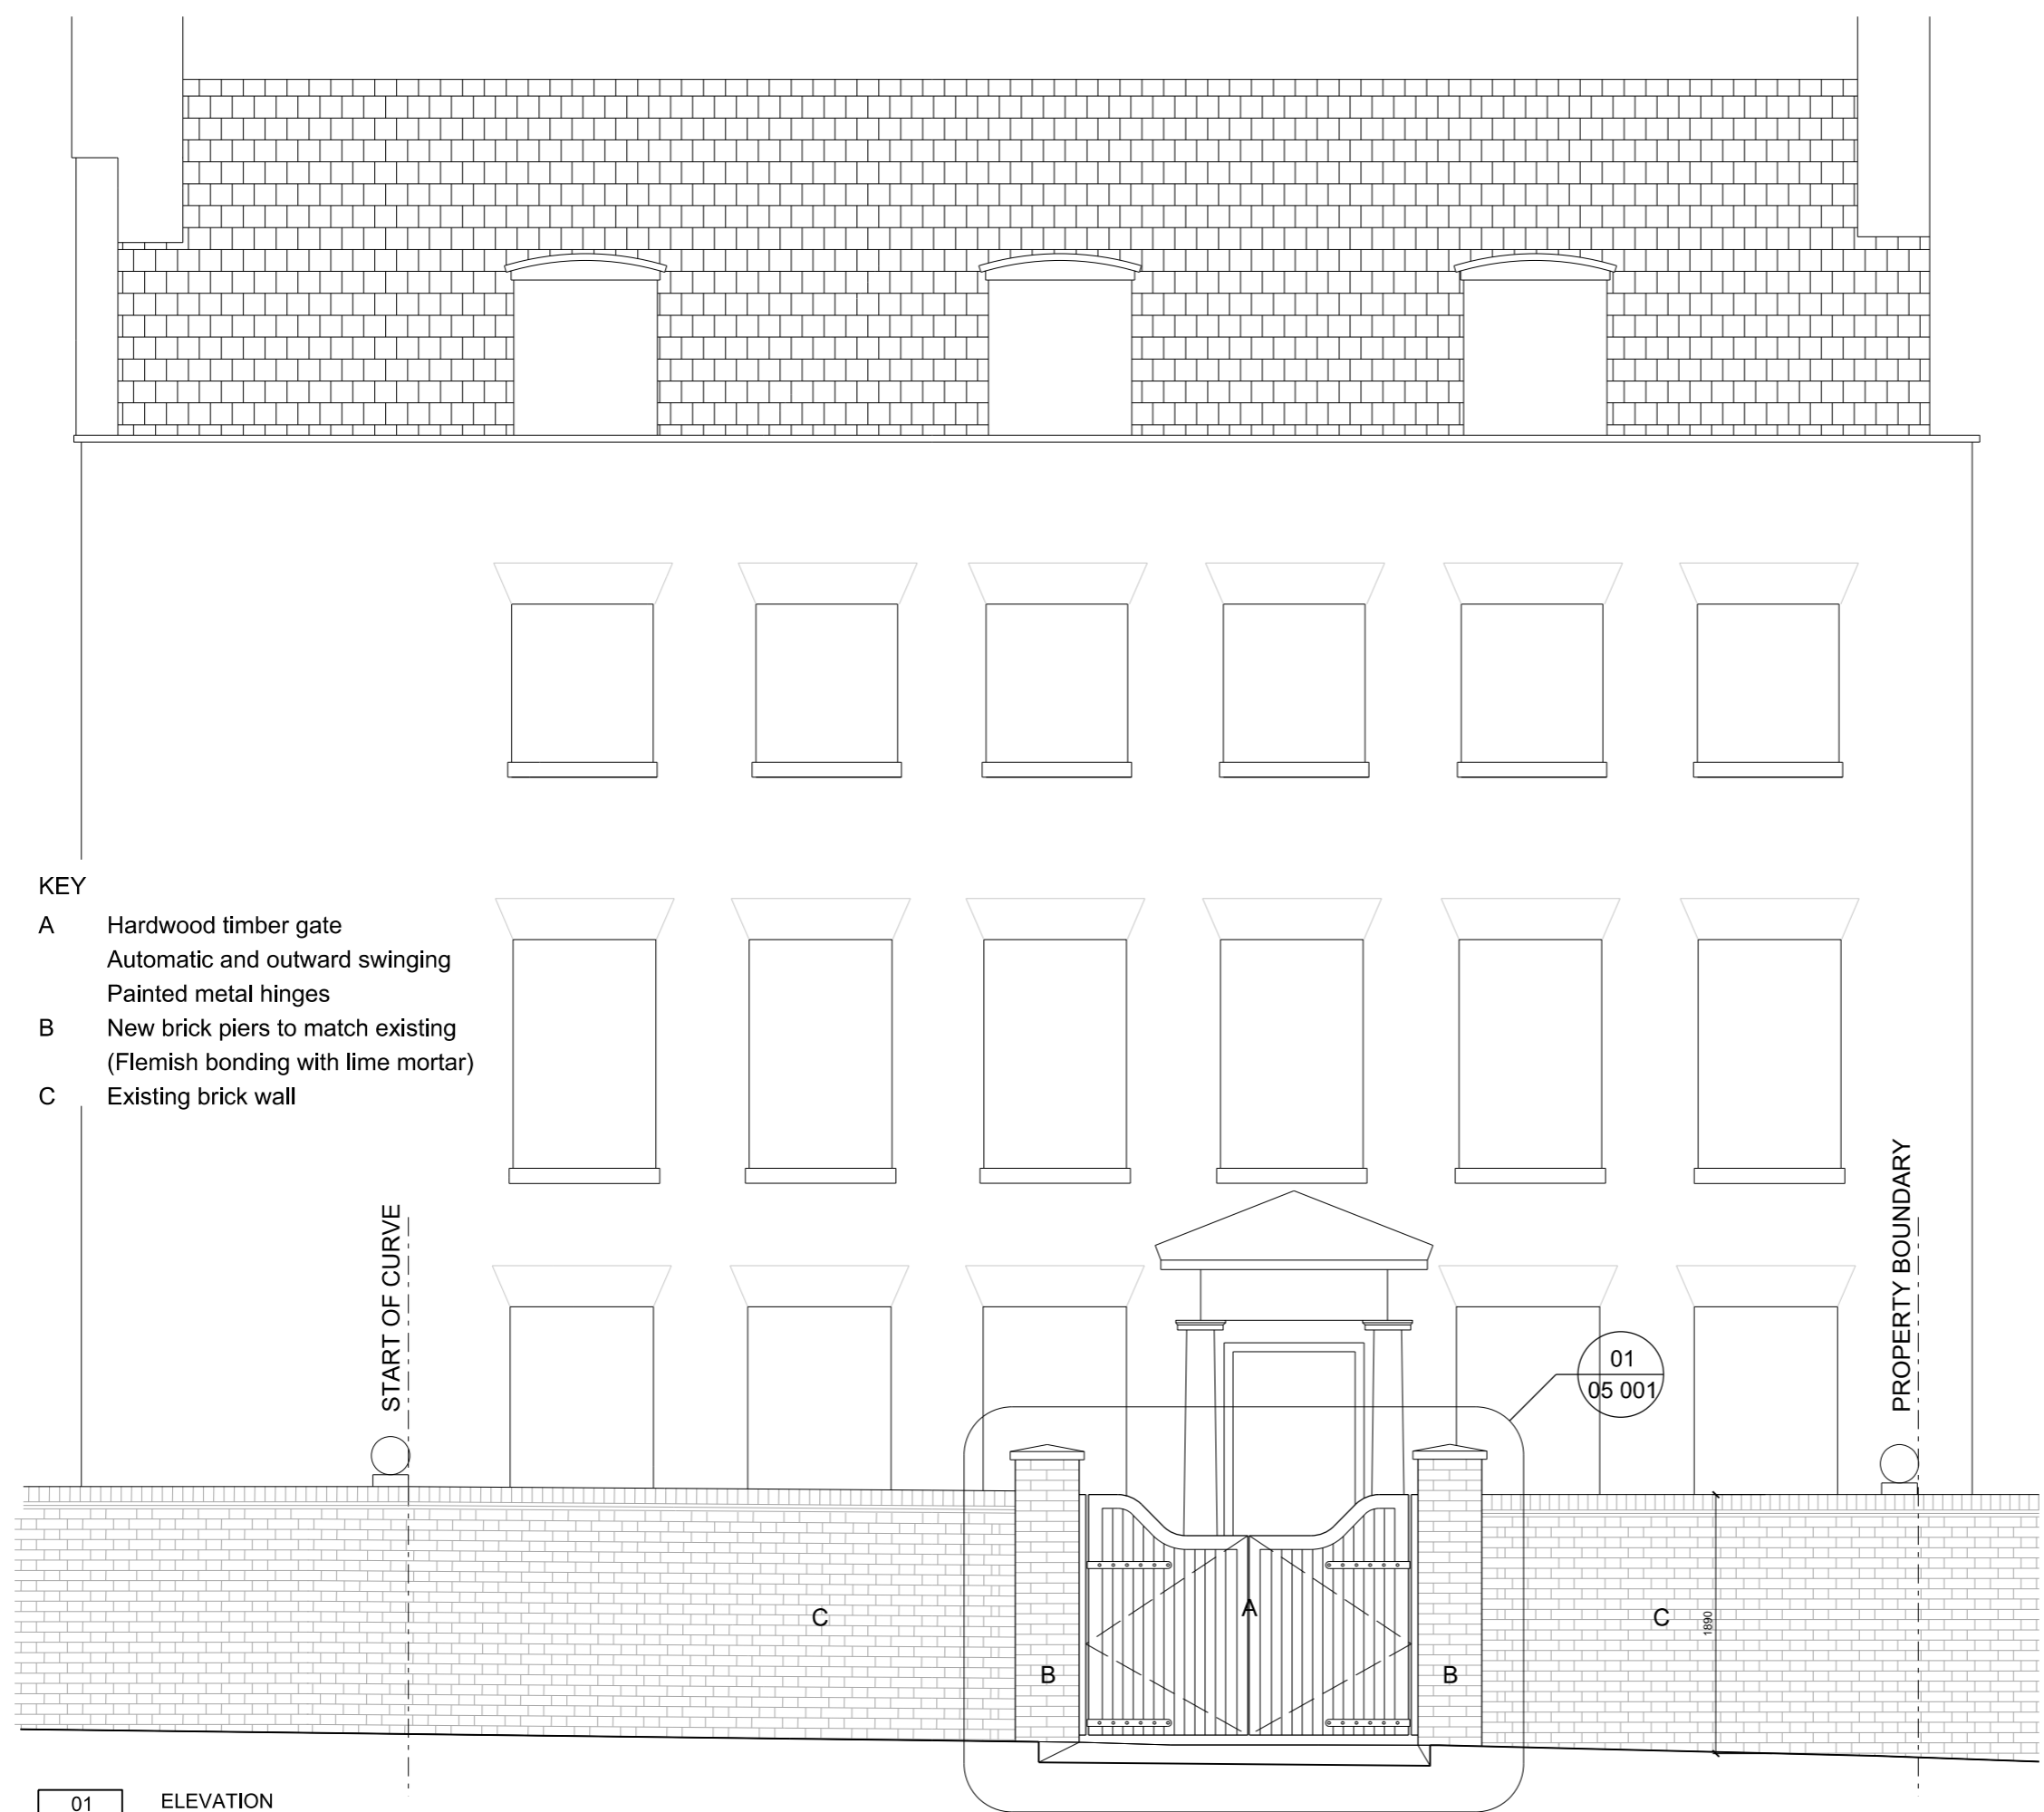 KEY
A Hardwood timber gate
Automatic and outward swinging
Painted metal hinges
B New brick piers to match existing
(Flemish bonding with lime mortar)
C Existing brick wall
START OF CURVE
PROPERTY BOUNDARY
01
05 001
C
A
C
1890
B
B
01 ELEVATION